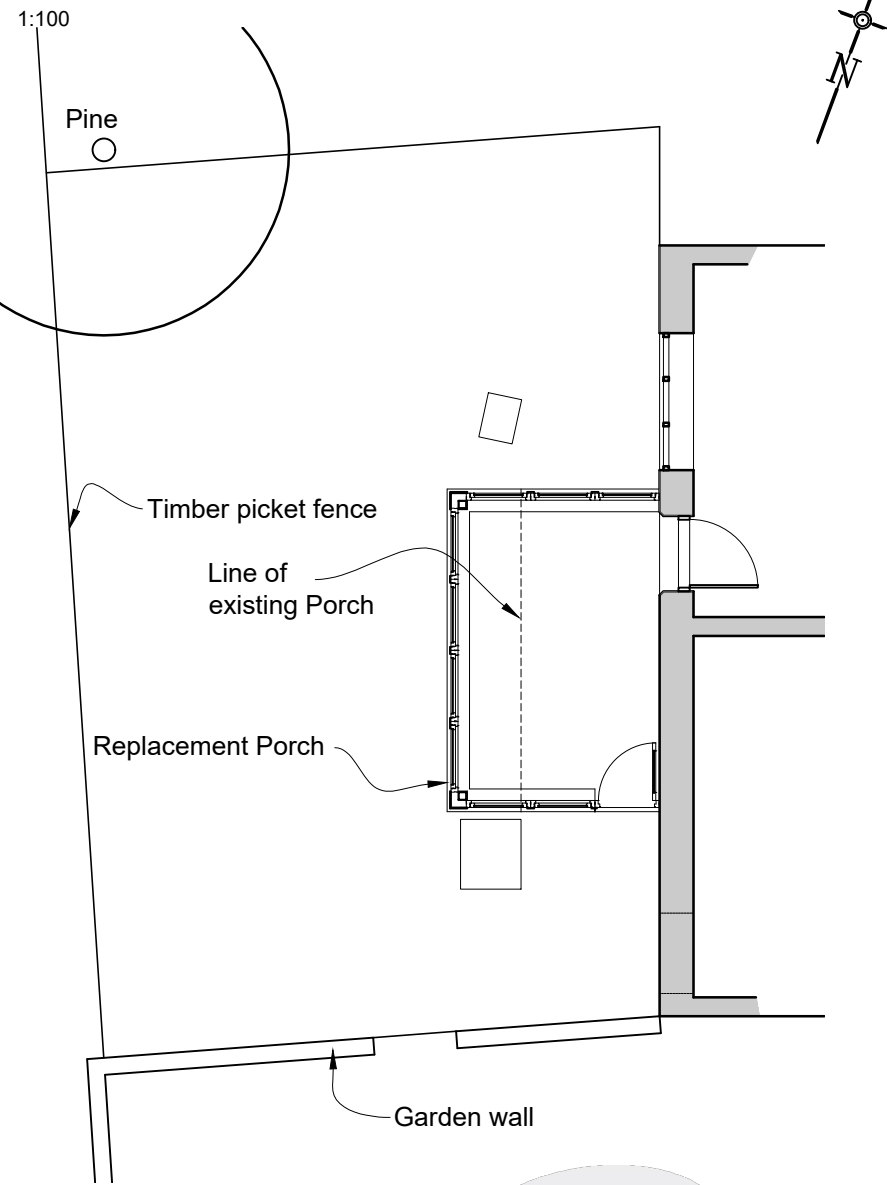 1:100
N
Pine
Timber picket fence
Line of
existing Porch
Replacement Porch
Garden wall